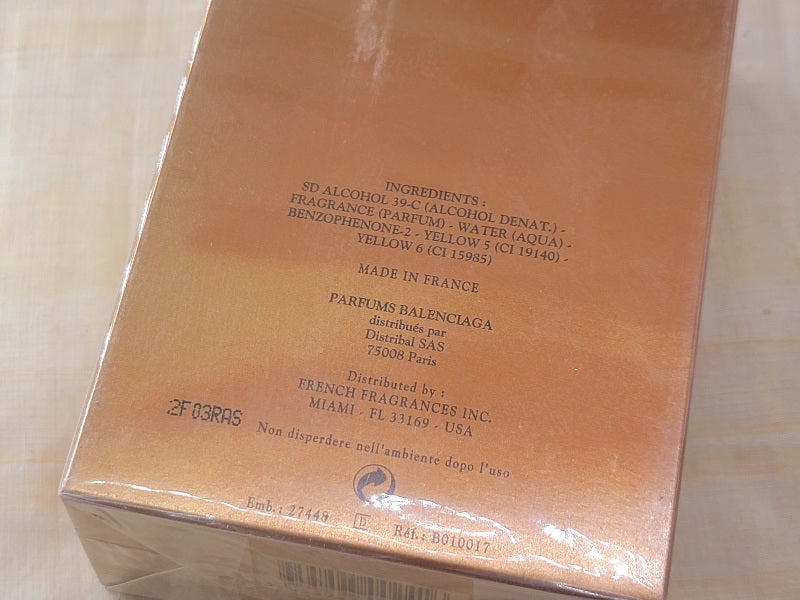 INGREDIENTS :
SD ALCOHOL 39-C (ALCOHOL DENAT.) -
FRAGRANCE (PARFUM) - WATER (AQUA) -
BENZOPHENONE-2 - YELLOW 5 (CI 19140) -
YELLOW 6 (CI 15985)
MADE IN FRANCE
PARFUMS BALENCIAGA
distribués par
Distribal SAS
75008 Paris
Distributed by :
FRENCH FRAGRANCES INC.
MIAMI - FL 33169 - USA
2F03RAS
Non disperdere nell'ambiente dopo l'uso
Emb.: 27448 D Réf.: B010017